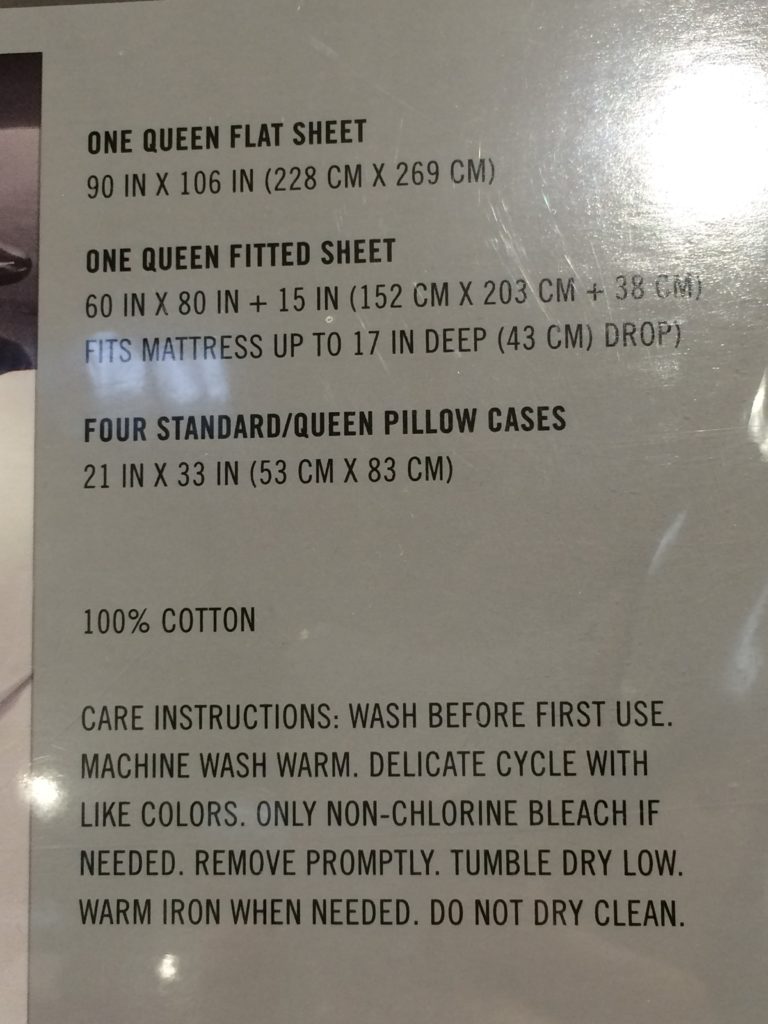 ONE QUEEN FLAT SHEET
90 IN X 106 IN (228 CM X 269 CM)
ONE QUEEN FITTED SHEET
60 IN X 80 IN + 15 IN (152 CM X 203 CM + 38 CM)
FITS MATTRESS UP TO 17 IN DEEP (43 CM) DROP)
FOUR STANDARD/QUEEN PILLOW CASES
21 IN X 33 IN (53 CM X 83 CM)
100% COTTON
CARE INSTRUCTIONS: WASH BEFORE FIRST USE.
MACHINE WASH WARM. DELICATE CYCLE WITH
LIKE COLORS. ONLY NON-CHLORINE BLEACH IF
NEEDED. REMOVE PROMPTLY. TUMBLE DRY LOW.
WARM IRON WHEN NEEDED. DO NOT DRY CLEAN.